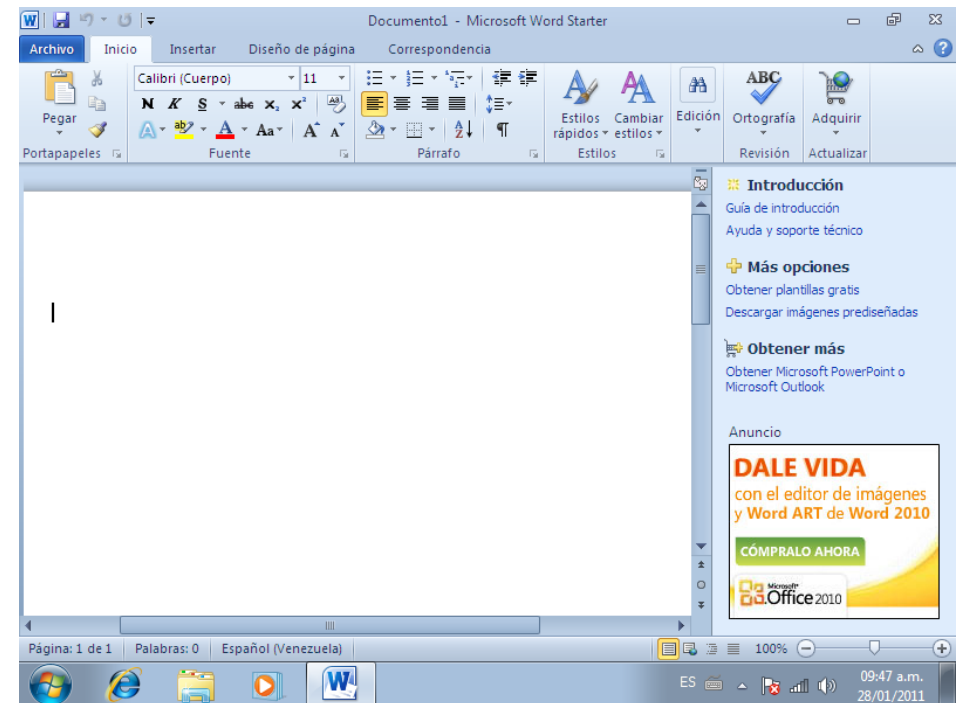 Documento1 - Microsoft Word Starter
Archivo Inicio Insertar Diseño de página Correspondencia
Calibri (Cuerpo) 11
Pegar
N K S abc x₂ x²
A ab A Aa A A
Estilos rápidos
Cambiar estilos
Edición
ABC
Ortografía
Adquirir
Portapapeles Fuente Párrafo Estilos Revisión Actualizar
Introducción
Guía de introducción
Ayuda y soporte técnico
Más opciones
Obtener plantillas gratis
Descargar imágenes prediseñadas
Obtener más
Obtener Microsoft PowerPoint o
Microsoft Outlook
Anuncio
DALE VIDA
con el editor de imágenes
y Word ART de Word 2010
CÓMPRALO AHORA
Microsoft®
Office 2010
Página: 1 de 1 Palabras: 0 Español (Venezuela) 100%
ES 09:47 a.m.
28/01/2011